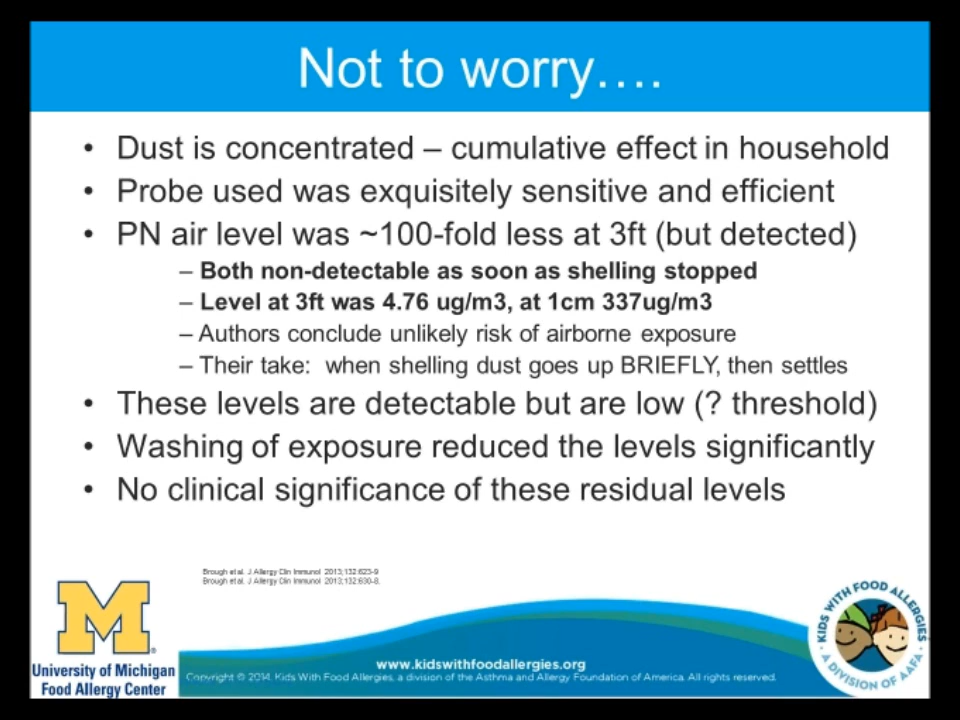 Not to worry….
• Dust is concentrated – cumulative effect in household
• Probe used was exquisitely sensitive and efficient
• PN air level was ~100-fold less at 3ft (but detected)
– Both non-detectable as soon as shelling stopped
– Level at 3ft was 4.76 ug/m3, at 1cm 337ug/m3
– Authors conclude unlikely risk of airborne exposure
– Their take: when shelling dust goes up BRIEFLY, then settles
• These levels are detectable but are low (? threshold)
• Washing of exposure reduced the levels significantly
• No clinical significance of these residual levels
Brough et al. J Allergy Clin Immunol 2013;132:623-9
Brough et al. J Allergy Clin Immunol 2013;132:630-8.
M
®
University of Michigan
Food Allergy Center
www.kidswithfoodallergies.org
Copyright © 2014, Kids With Food Allergies, a division of the Asthma and Allergy Foundation of America. All rights reserved.
• KIDS WITH FOOD ALLERGIES •
A DIVISION OF AAFA